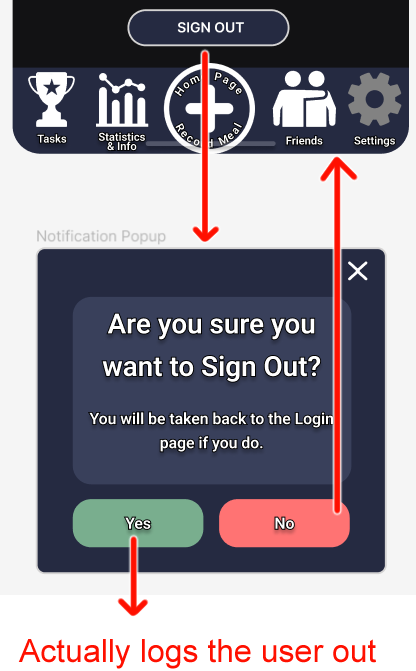 SIGN OUT
Home Page
Record Meal
Tasks
Statistics
& Info
Friends
Settings
Notification Popup
Are you sure you
want to Sign Out?
You will be taken back to the Login
page if you do.
Yes
No
Actually logs the user out